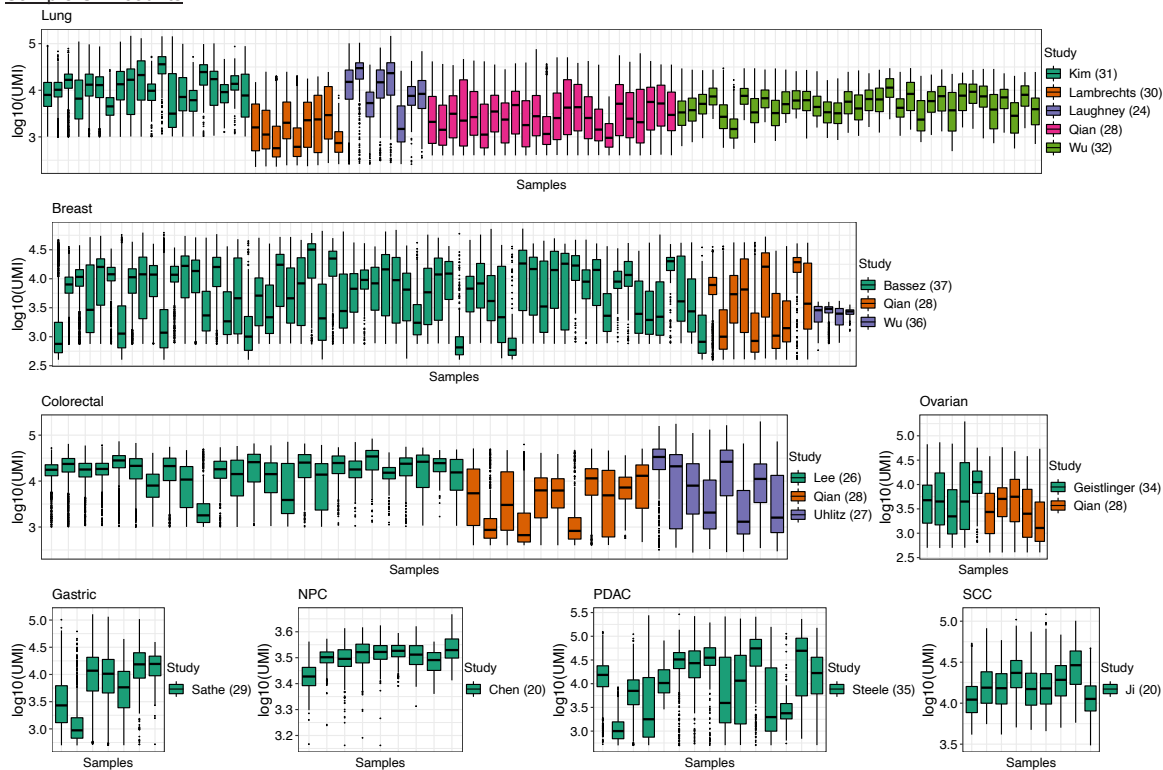 Lung
log10(UMI)
5
4
3
Samples
Study
Kim (31)
Lambrechts (30)
Laughney (24)
Qian (28)
Wu (32)
Breast
log10(UMI)
4.5
4.0
3.5
3.0
2.5
Samples
Study
Bassez (37)
Qian (28)
Wu (36)
Colorectal
log10(UMI)
5
4
3
Samples
Study
Lee (26)
Qian (28)
Uhlitz (27)
Ovarian
log10(UMI)
5.0
4.5
4.0
3.5
3.0
2.5
Samples
Study
Geistlinger (34)
Qian (28)
Gastric
log10(UMI)
5.0
4.5
4.0
3.5
3.0
Samples
Study
Sathe (29)
NPC
log10(UMI)
3.6
3.5
3.4
3.3
3.2
Samples
Study
Chen (20)
PDAC
log10(UMI)
5.5
5.0
4.5
4.0
3.5
3.0
Samples
Study
Steele (35)
SCC
log10(UMI)
5.0
4.5
4.0
3.5
Samples
Study
Ji (20)